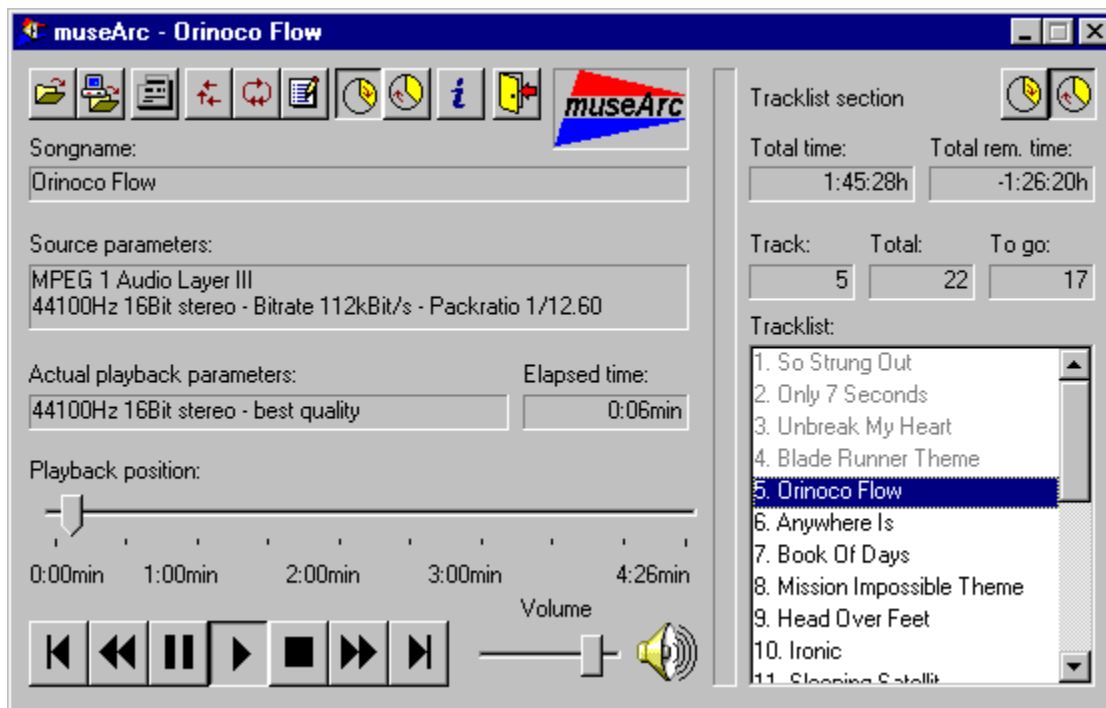 museArc - Orinoco Flow
museArc
Songname:
Orinoco Flow
Source parameters:
MPEG 1 Audio Layer III
44100Hz 16Bit stereo - Bitrate 112kBit/s - Packratio 1/12.60
Actual playback parameters:
44100Hz 16Bit stereo - best quality
Elapsed time:
0:06min
Playback position:
0:00min 1:00min 2:00min 3:00min 4:26min
Volume
Tracklist section
Total time: Total rem. time:
1:45:28h -1:26:20h
Track: Total: To go:
5 22 17
Tracklist:
1. So Strung Out
2. Only 7 Seconds
3. Unbreak My Heart
4. Blade Runner Theme
5. Orinoco Flow
6. Anywhere Is
7. Book Of Days
8. Mission Impossible Theme
9. Head Over Feet
10. Ironic
11. Sleeping Satellit